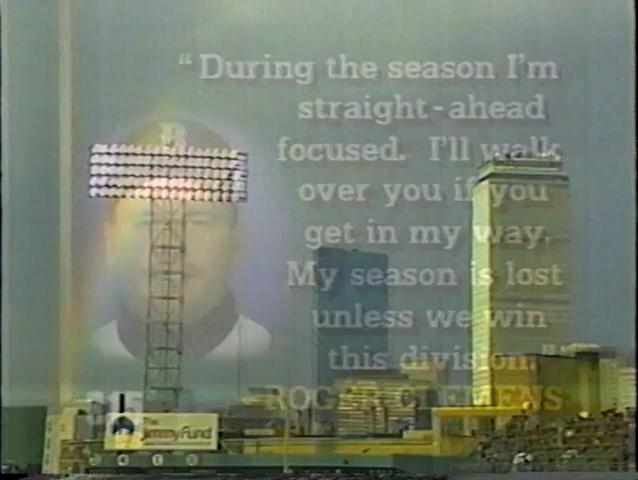 “During the season I'm
straight-ahead
focused. I'll walk
over you if you
get in my way.
My season is lost
unless we win
this division.”
ROGER CLEMENS
315
The
Jimmy Fund